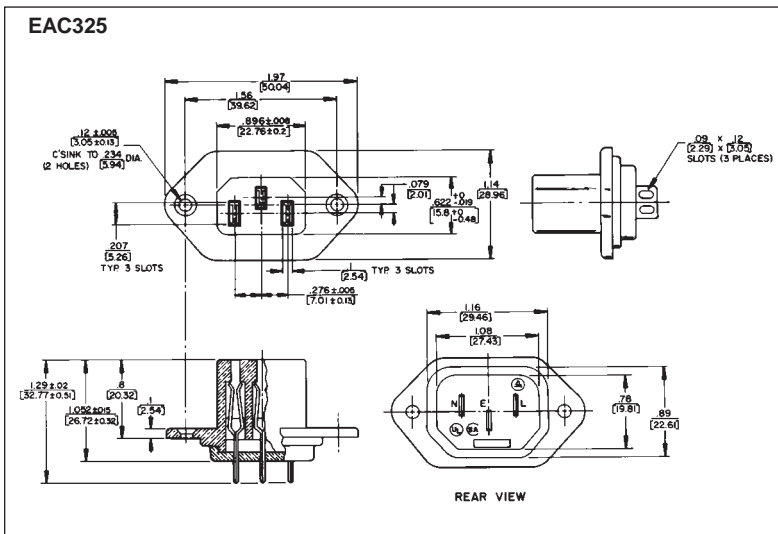 EAC325
1.97
[50.04]
1.56
[39.62]
.12 ±.005
[3.05±0.13]
C'SINK TO .234 DIA.
[5.94]
(2 HOLES)
.896±.008
[22.76±0.2]
.079
[2.01]
.622 +0 -.019
[15.8 +0 -0.48]
1.14
[28.96]
.09 x .12
[2.29] x [3.05]
SLOTS (3 PLACES)
.207
[5.26]
TYP. 3 SLOTS
.1
[2.54]
TYP. 3 SLOTS
.276±.005
[7.01±0.13]
1.16
[29.46]
1.08
[27.43]
1.29±.02
[32.77±0.51]
1.052±.015
.8
[20.32]
.1
[2.54]
N E L
UL
.78
[19.81]
.89
[22.61]
REAR VIEW